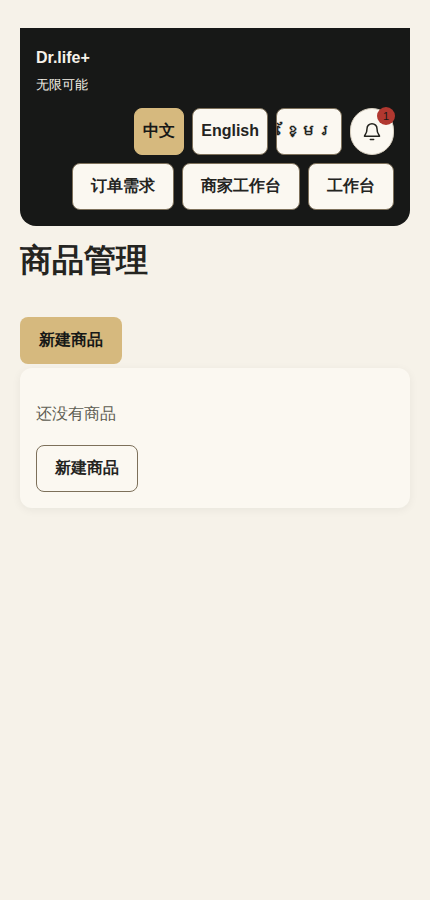 Dr.life+
无限可能
中文 English ខ្មែរ 1
订单需求 商家工作台 工作台
商品管理
新建商品
还没有商品
新建商品